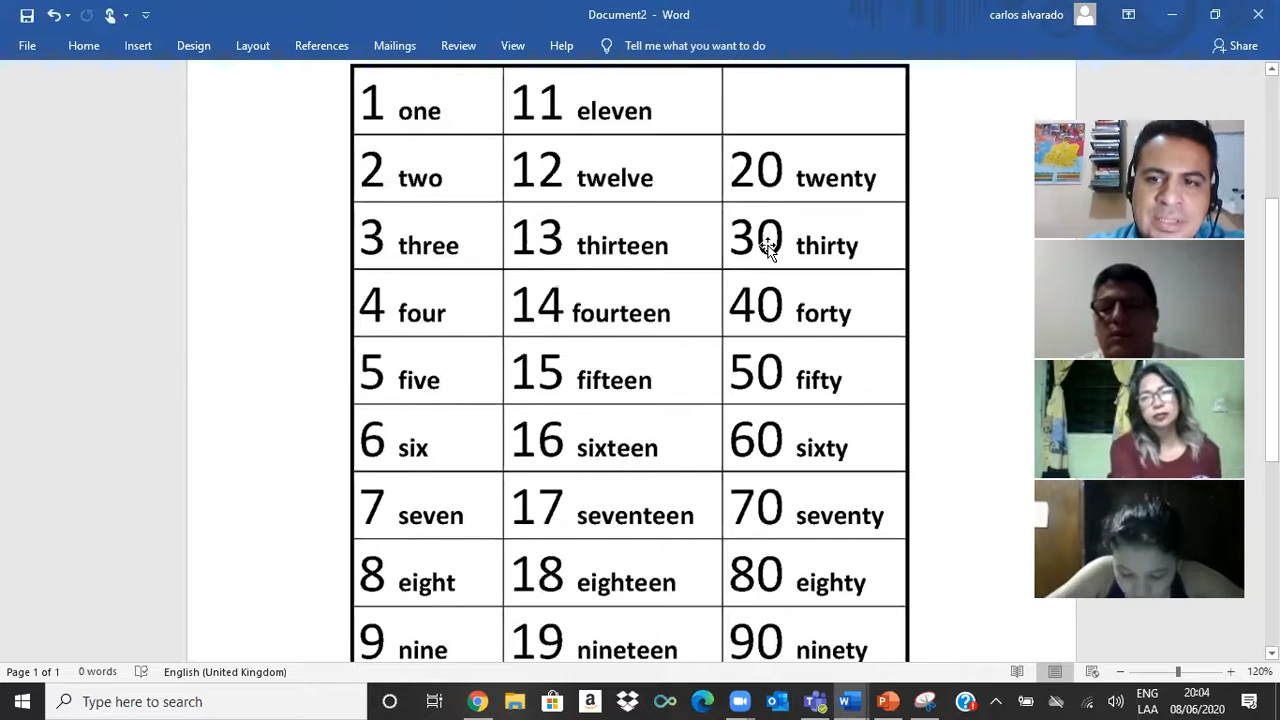 Document2 - Word
carlos alvarado
File Home Insert Design Layout References Mailings Review View Help Tell me what you want to do Share
1 one 11 eleven
2 two 12 twelve 20 twenty
3 three 13 thirteen 30 thirty
4 four 14 fourteen 40 forty
5 five 15 fifteen 50 fifty
6 six 16 sixteen 60 sixty
7 seven 17 seventeen 70 seventy
8 eight 18 eighteen 80 eighty
9 nine 19 nineteen 90 ninety
Page 1 of 1 0 words English (United Kingdom) 120%
Type here to search
ENG 20:04
LAA 08/06/2020